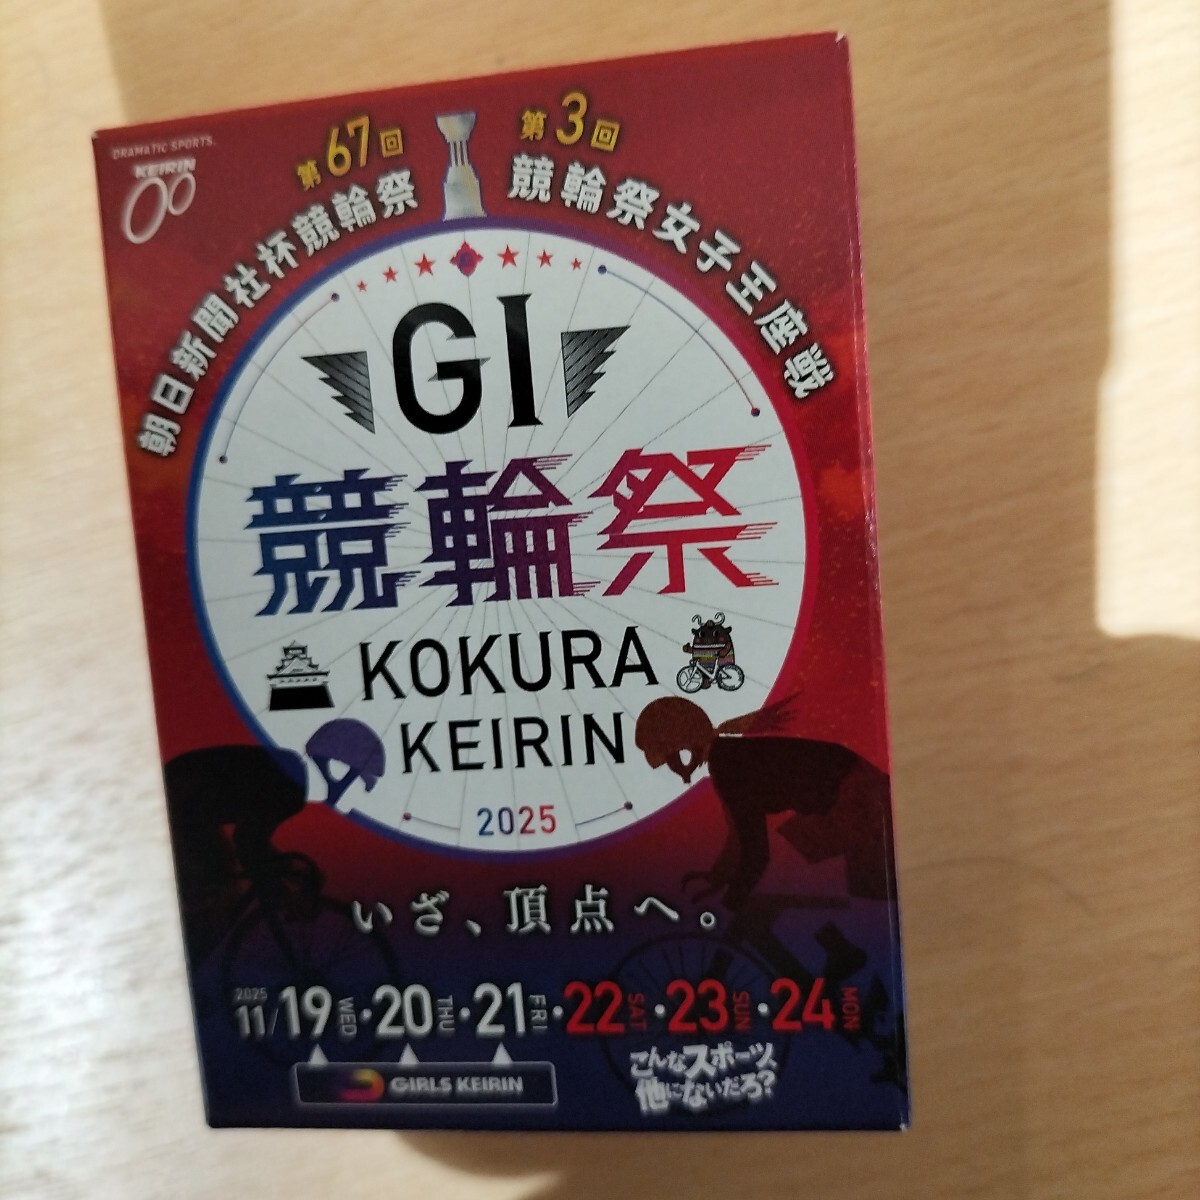 DRAMATIC SPORTS.
KEIRIN
第67回
朝日新聞社杯競輪祭
第3回
競輪祭女子王座戦
GI
競輪祭
KOKURA
KEIRIN
2025
いざ、頂点へ。
2025
11/19 WED・20 THU・21 FRI・22 SAT・23 SUN・24 MON
GIRLS KEIRIN
こんなスポーツ、
他にないだろ?